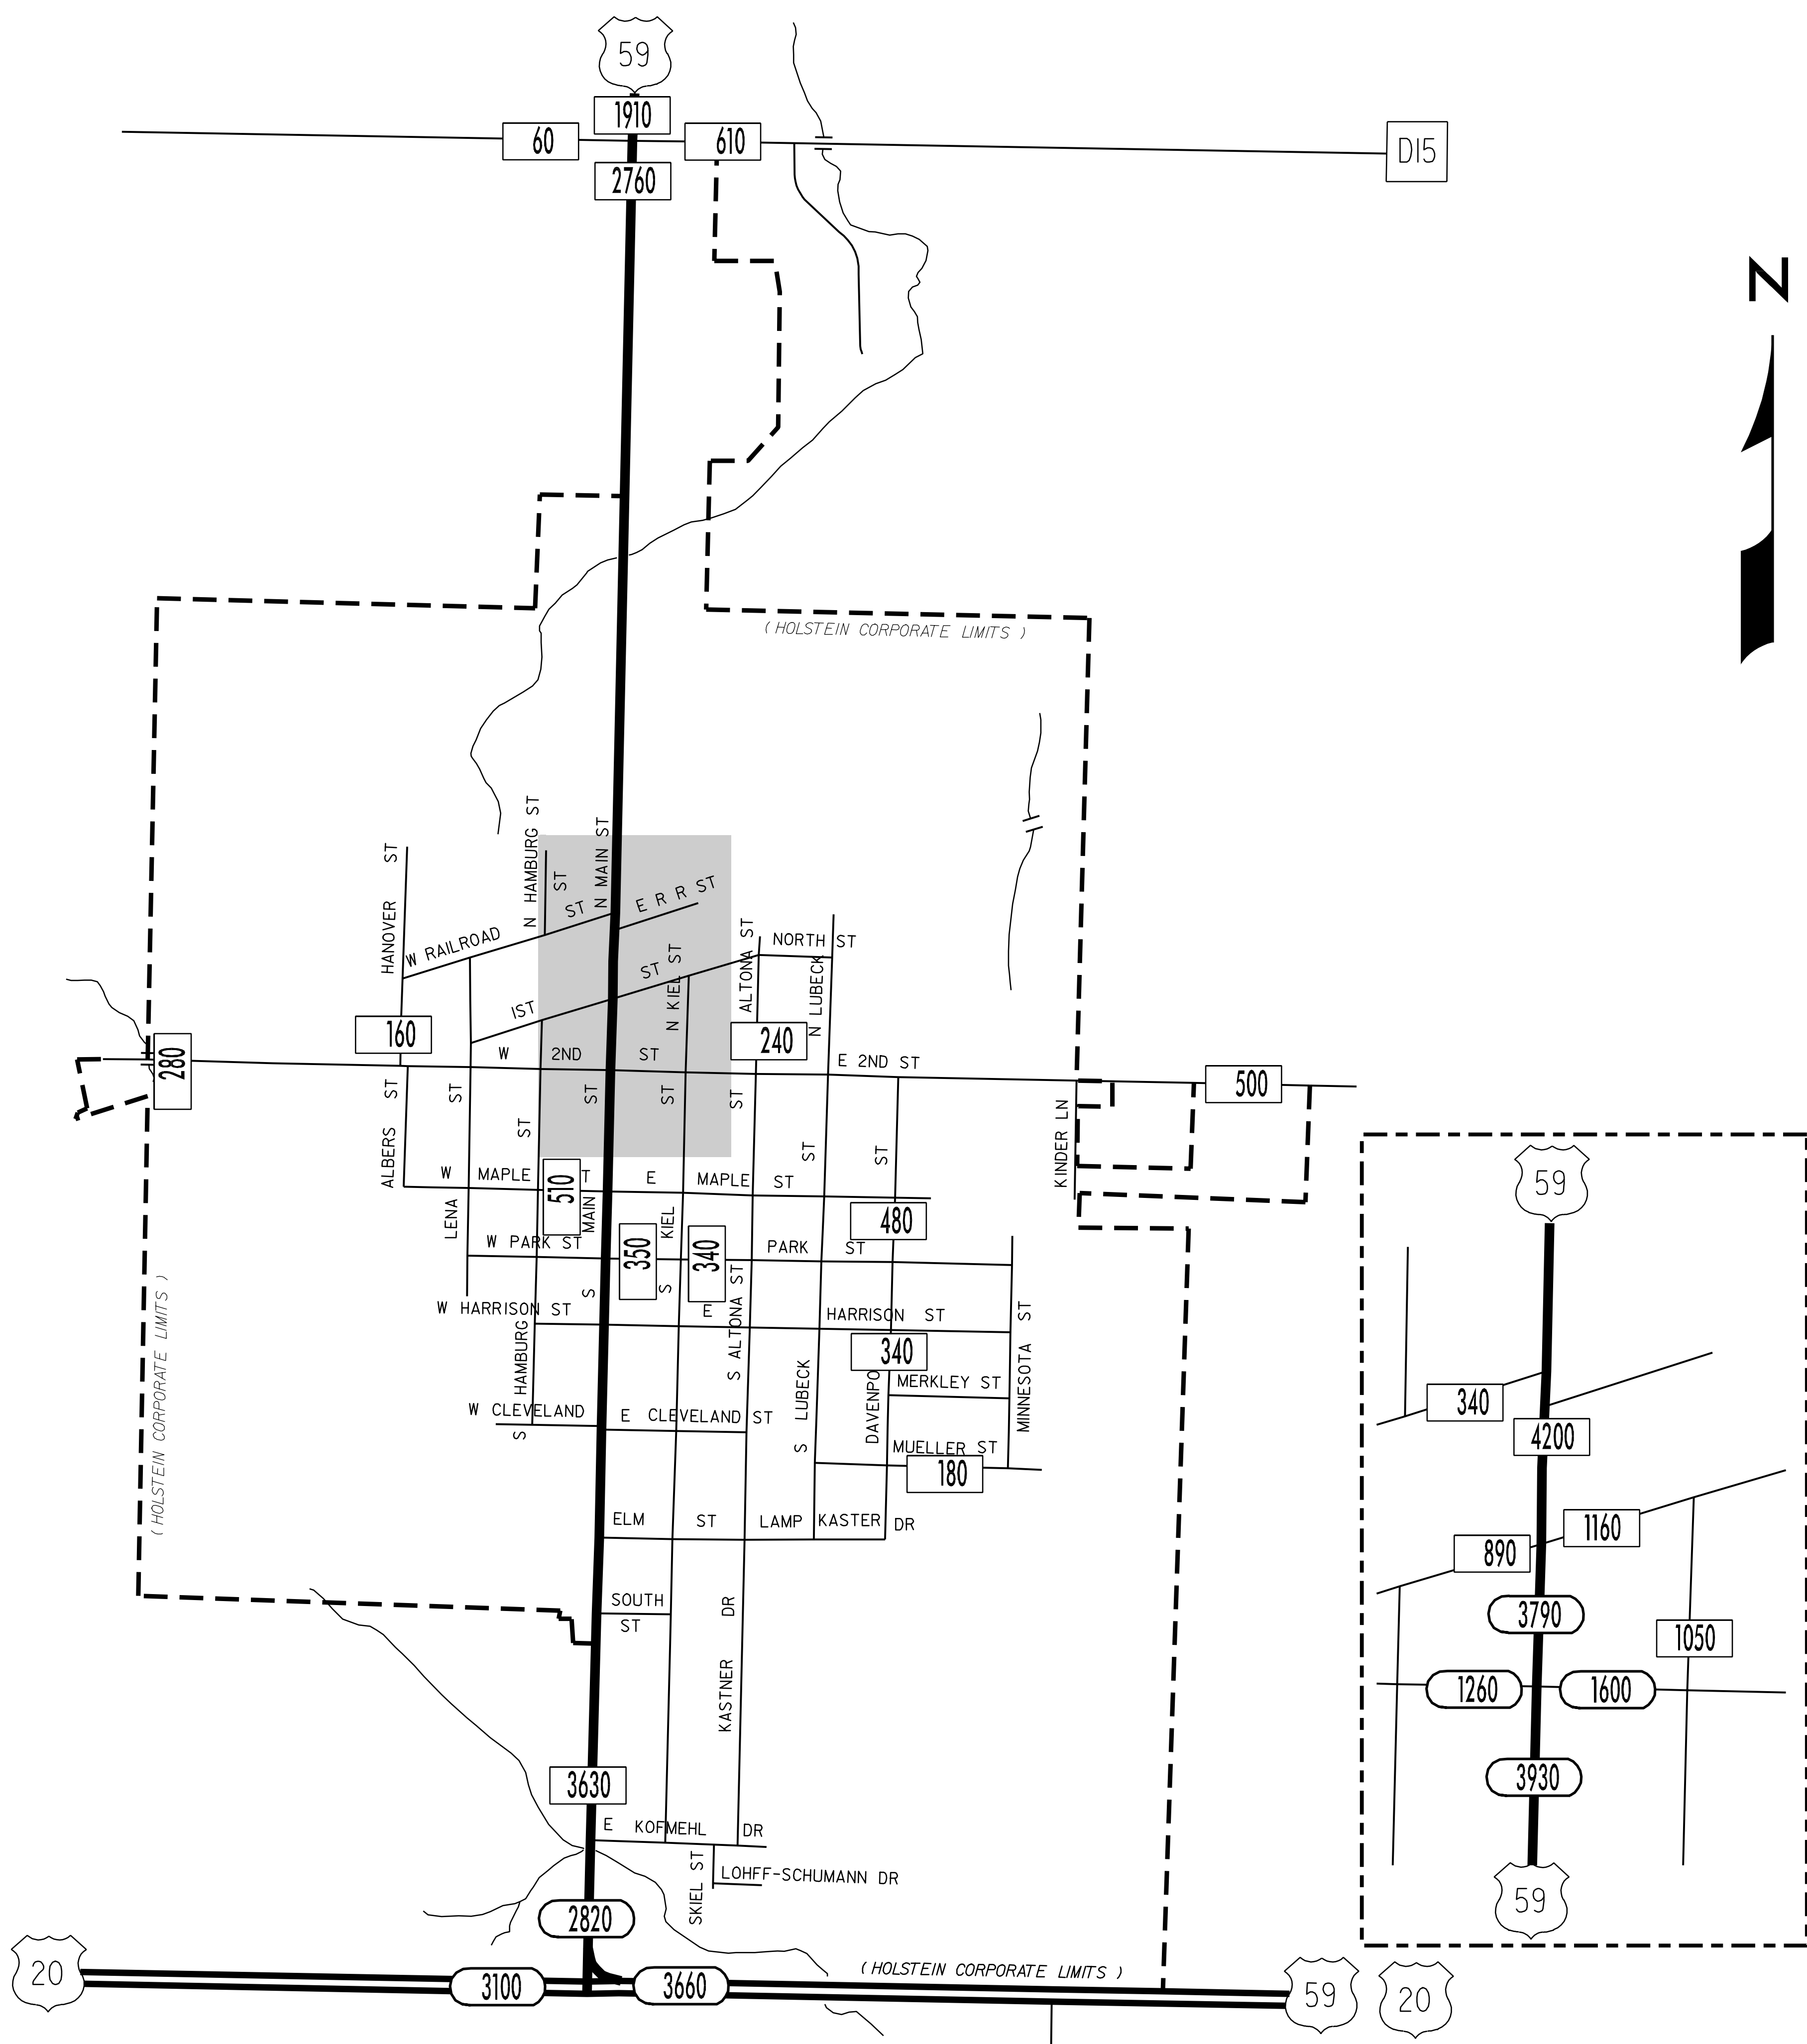 59
1910
60
610
D15
2760
N
( HOLSTEIN CORPORATE LIMITS )
HANOVER ST
N HAMBURG ST
ST
N MAIN ST
W RAILROAD ST
E R R ST
NORTH ST
ALTONA ST
N LUBECK
N KIEL ST
1ST ST
160
240
280
W 2ND ST
E 2ND ST
500
ALBERS ST
LENA ST
ST
MAIN ST
KIEL ST
ST
ST
ST
KINDER LN
W MAPLE T
E MAPLE ST
510
480
350
340
W PARK ST
PARK ST
S
S
( HOLSTEIN CORPORATE LIMITS )
W HARRISON ST
E HARRISON ST
S HAMBURG
S ALTONA ST
S LUBECK
DAVENPO
340
MERKLEY ST
MINNESOTA ST
W CLEVELAND
E CLEVELAND ST
MUELLER ST
180
ELM ST
LAMP KASTER DR
SOUTH
ST
KASTNER DR
3630
E KOFMEHL DR
SKIEL ST
LOHFF-SCHUMANN DR
2820
20
3100
3660
( HOLSTEIN CORPORATE LIMITS )
59
20
59
340
4200
1160
890
3790
1050
1260
1600
3930
59